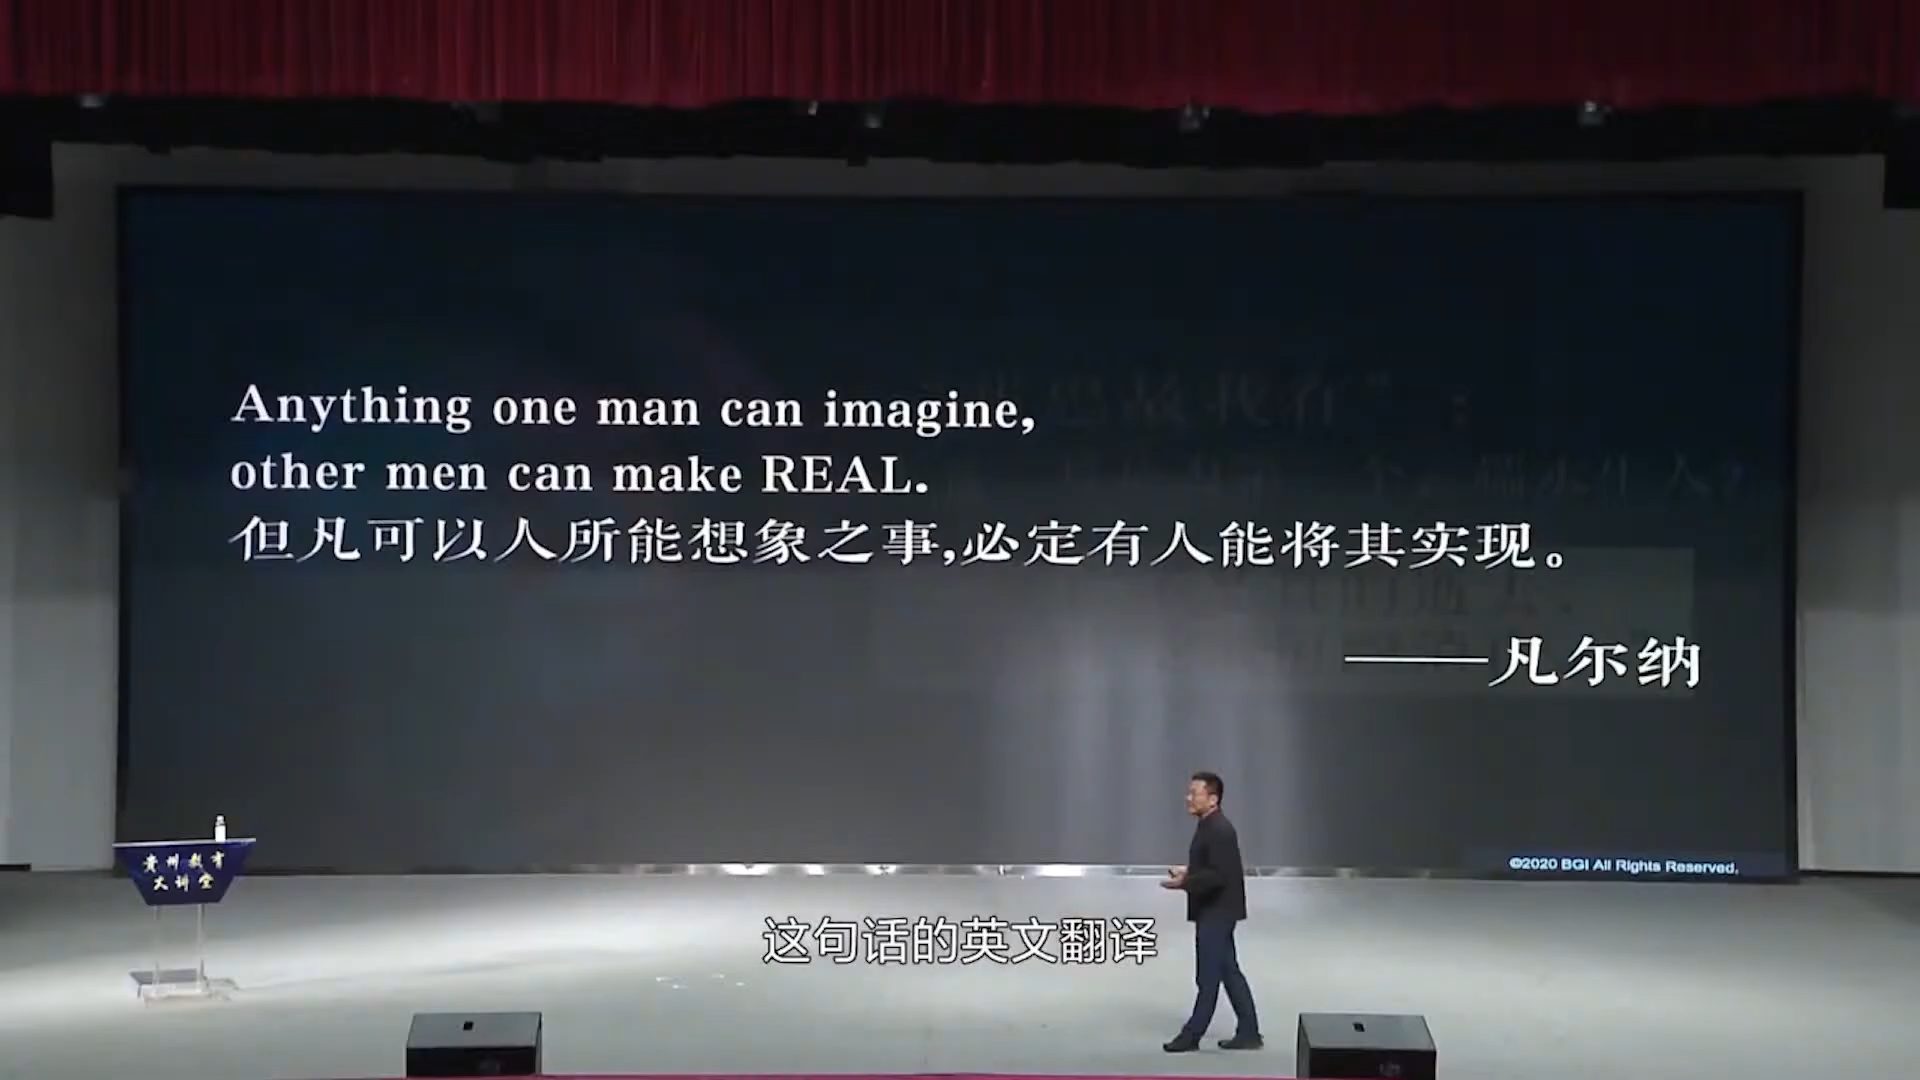 Anything one man can imagine,
other men can make REAL.
但凡可以人所能想象之事,必定有人能将其实现。
——凡尔纳
©2020 BGI All Rights Reserved.
贵州教育
大讲堂
这句话的英文翻译